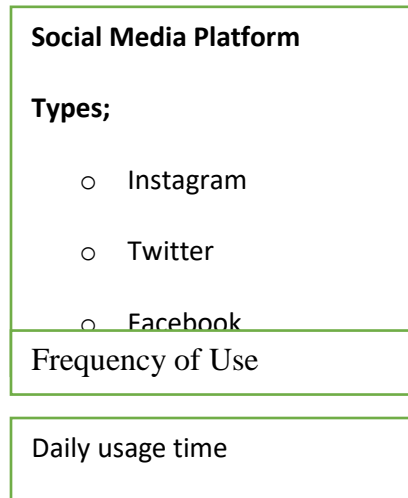 Social Media Platform
Types;
o Instagram
o Twitter
o Facebook
Frequency of Use
Daily usage time